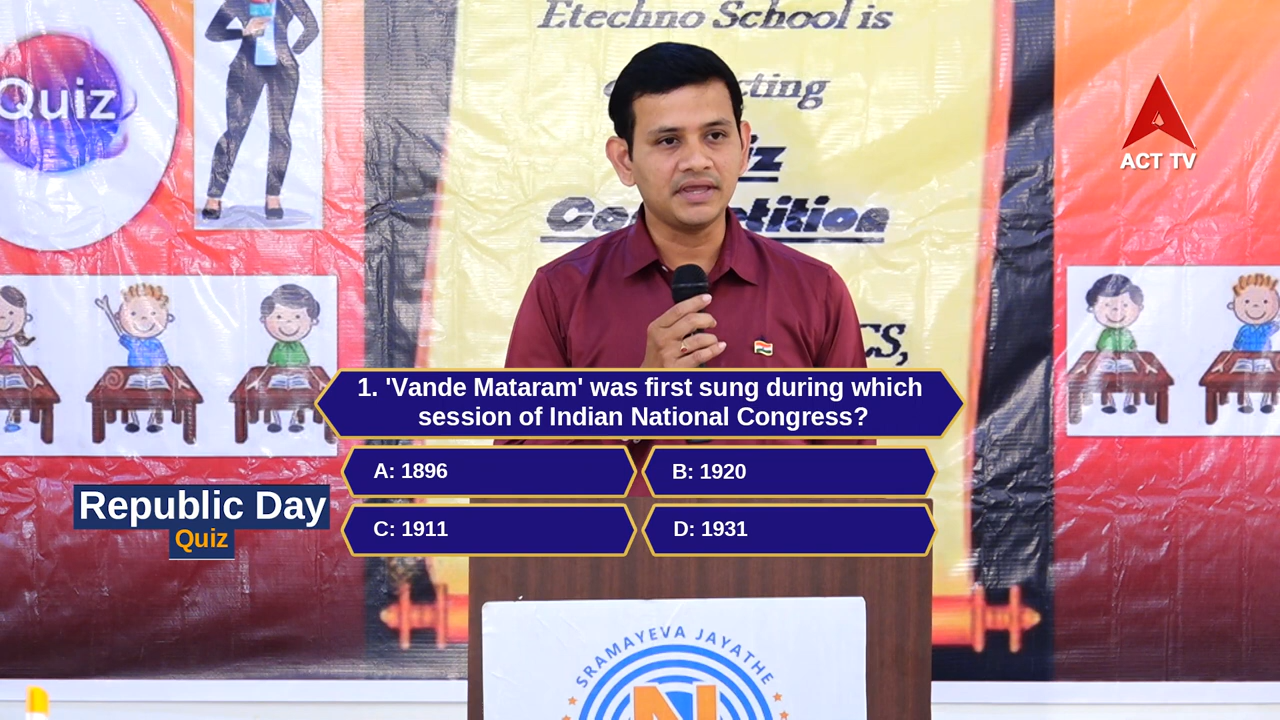 Etechno School is
Quiz
ACT TV
Competition
CS,
1. 'Vande Mataram' was first sung during which
session of Indian National Congress?
A: 1896
B: 1920
C: 1911
D: 1931
Republic Day
Quiz
SRAMAYEVA JAYATHE
N